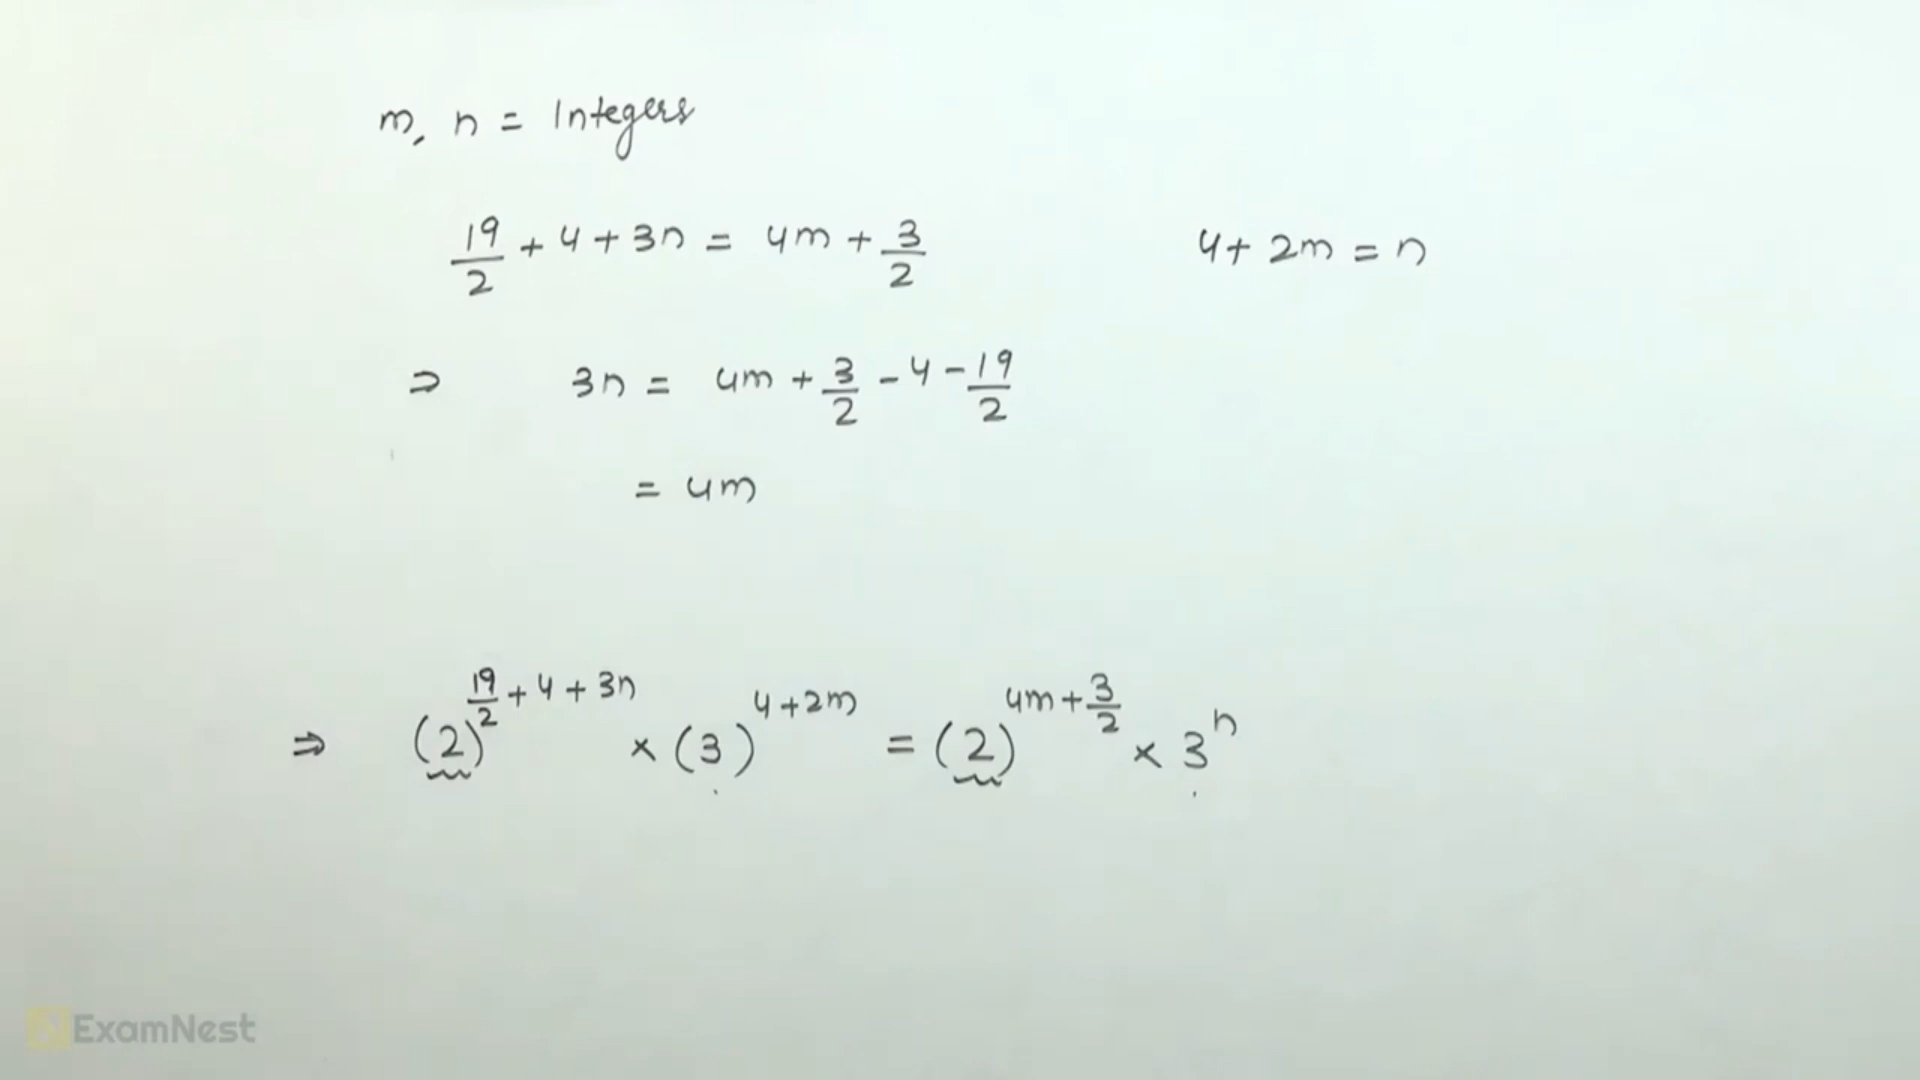 m, n = Integers
19/2 + 4 + 3n = 4m + 3/2
4 + 2m = n
⇒ 3n = 4m + 3/2 - 4 - 19/2
= 4m
⇒ (2)^(19/2 + 4 + 3n) × (3)^(4 + 2m) = (2)^(4m + 3/2) × 3^n
ExamNest